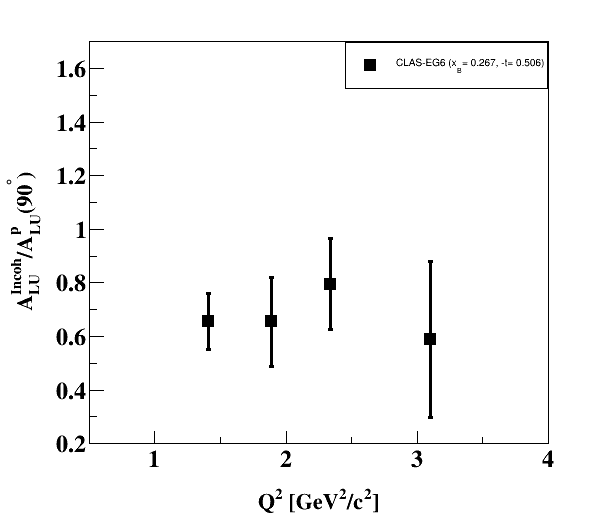 CLAS-EG6 (x_B = 0.267, -t= 0.506)
1.6
1.4
1.2
1
0.8
0.6
0.4
0.2
A_LU^Incoh/A_LU^p(90°)
1 2 3 4
Q² [GeV²/c²]